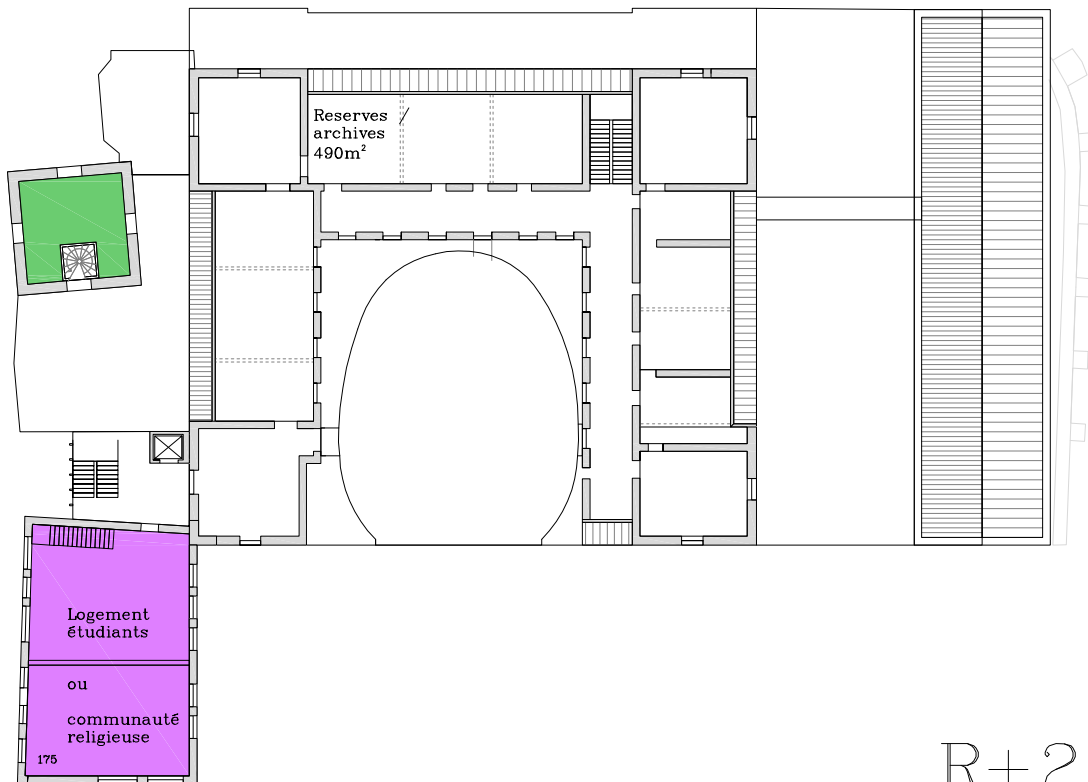 Reserves
archives
490m²
Logement
étudiants
ou
communauté
religieuse
175
R+2